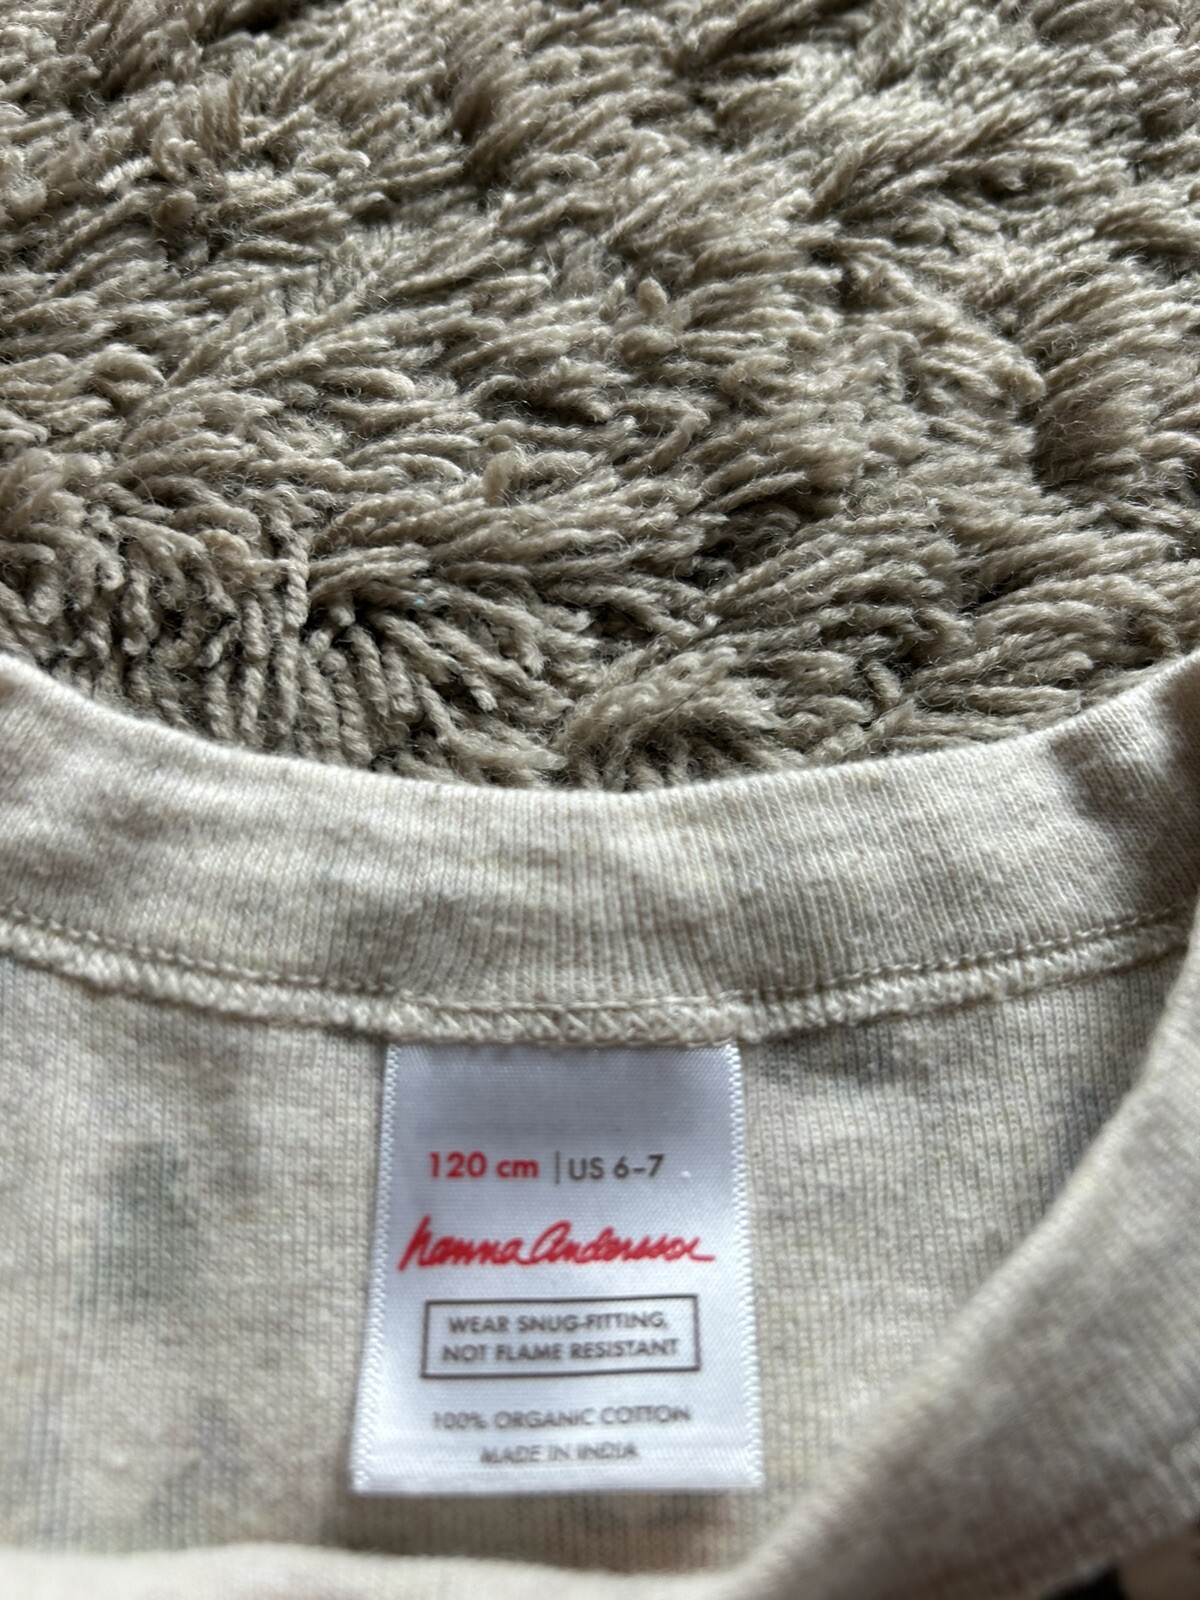 120 cm | US 6-7
hanna andersson
WEAR SNUG-FITTING,
NOT FLAME RESISTANT
100% ORGANIC COTTON
MADE IN INDIA